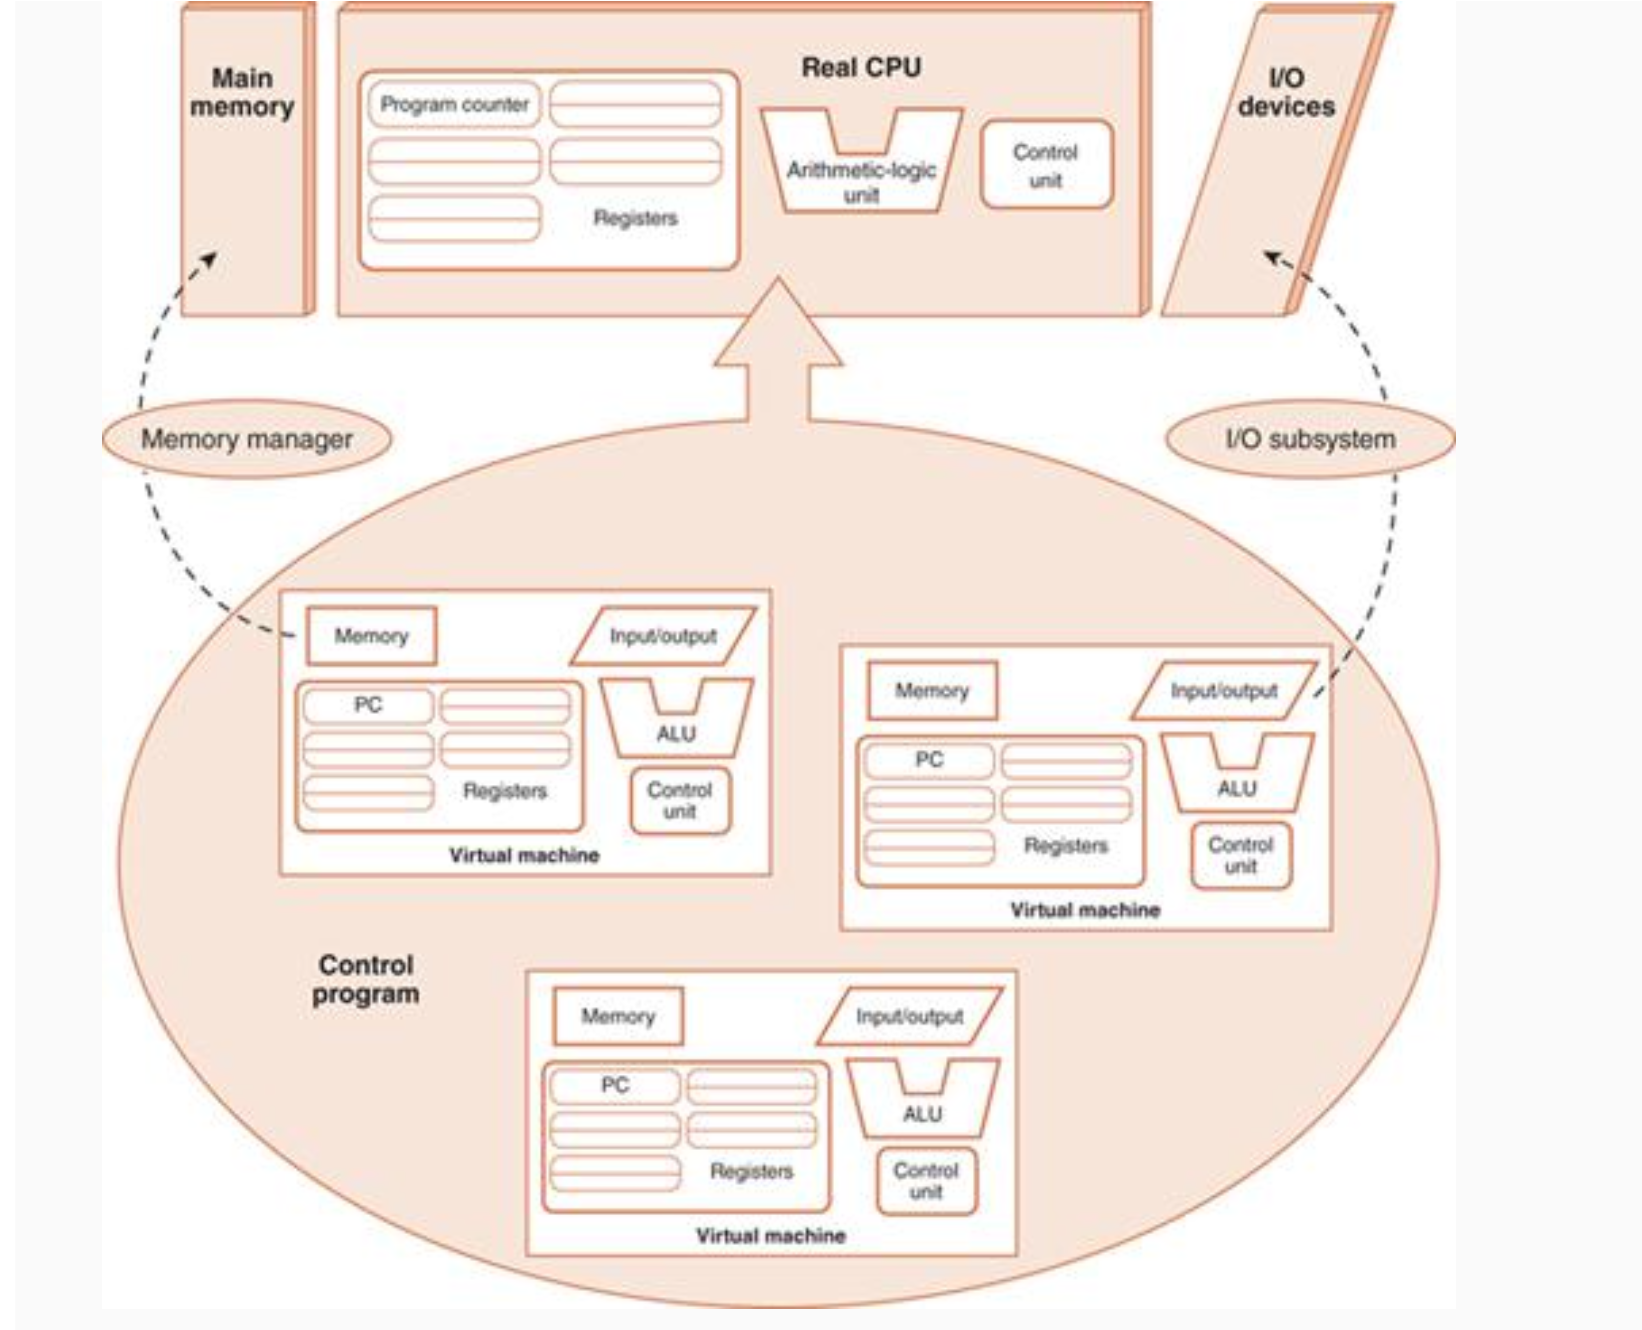 Main
memory
Real CPU
Program counter
Registers
Arithmetic-logic
unit
Control
unit
I/O
devices
Memory manager
I/O subsystem
Memory
Input/output
PC
ALU
Registers
Control
unit
Virtual machine
Memory
Input/output
PC
ALU
Registers
Control
unit
Virtual machine
Control
program
Memory
Input/output
PC
ALU
Registers
Control
unit
Virtual machine